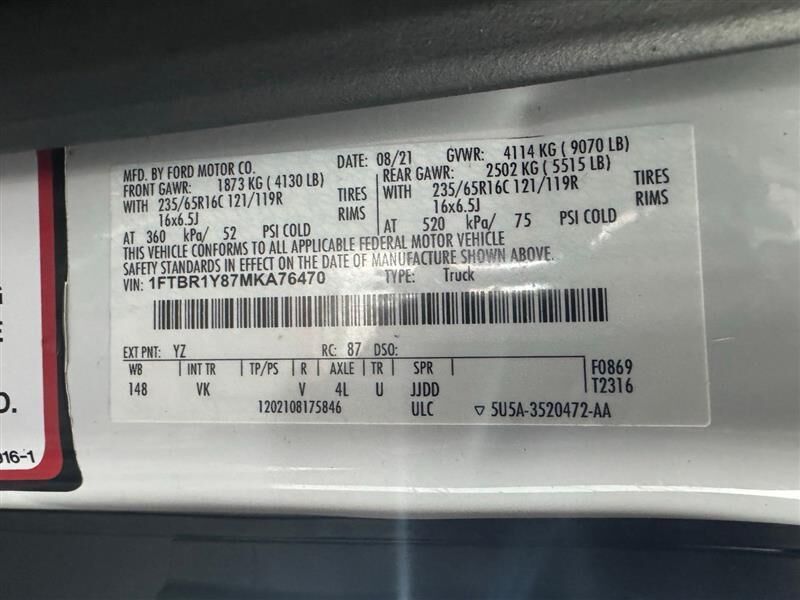 MFD. BY FORD MOTOR CO. DATE: 08/21 GVWR: 4114 KG ( 9070 LB)
FRONT GAWR: 1873 KG ( 4130 LB) REAR GAWR: 2502 KG ( 5515 LB)
WITH 235/65R16C 121/119R TIRES WITH 235/65R16C 121/119R TIRES
16x6.5J RIMS 16x6.5J RIMS
AT 360 kPa/ 52 PSI COLD AT 520 kPa/ 75 PSI COLD
THIS VEHICLE CONFORMS TO ALL APPLICABLE FEDERAL MOTOR VEHICLE
SAFETY STANDARDS IN EFFECT ON THE DATE OF MANUFACTURE SHOWN ABOVE.
VIN: 1FTBR1Y87MKA76470 TYPE: Truck
EXT PNT: YZ RC: 87 DSO:
WB INT TR TP/PS R AXLE TR SPR F0869
148 VK V 4L U JJDD T2316
1202108175846 ULC ▽ 5U5A-3520472-AA
G
E
D.
916-1